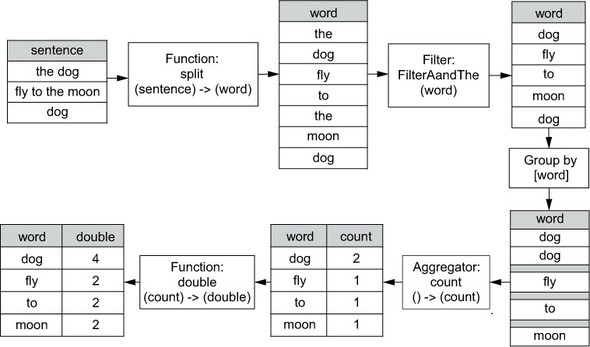 sentence
the dog
fly to the moon
dog
Function:
split
(sentence) -> (word)
word
the
dog
fly
to
the
moon
dog
Filter:
FilterAandThe
(word)
word
dog
fly
to
moon
dog
Group by
[word]
word
dog
dog
fly
to
moon
Aggregator:
count
() -> (count)
word count
dog 2
fly 1
to 1
moon 1
Function:
double
(count) -> (double)
word double
dog 4
fly 2
to 2
moon 2